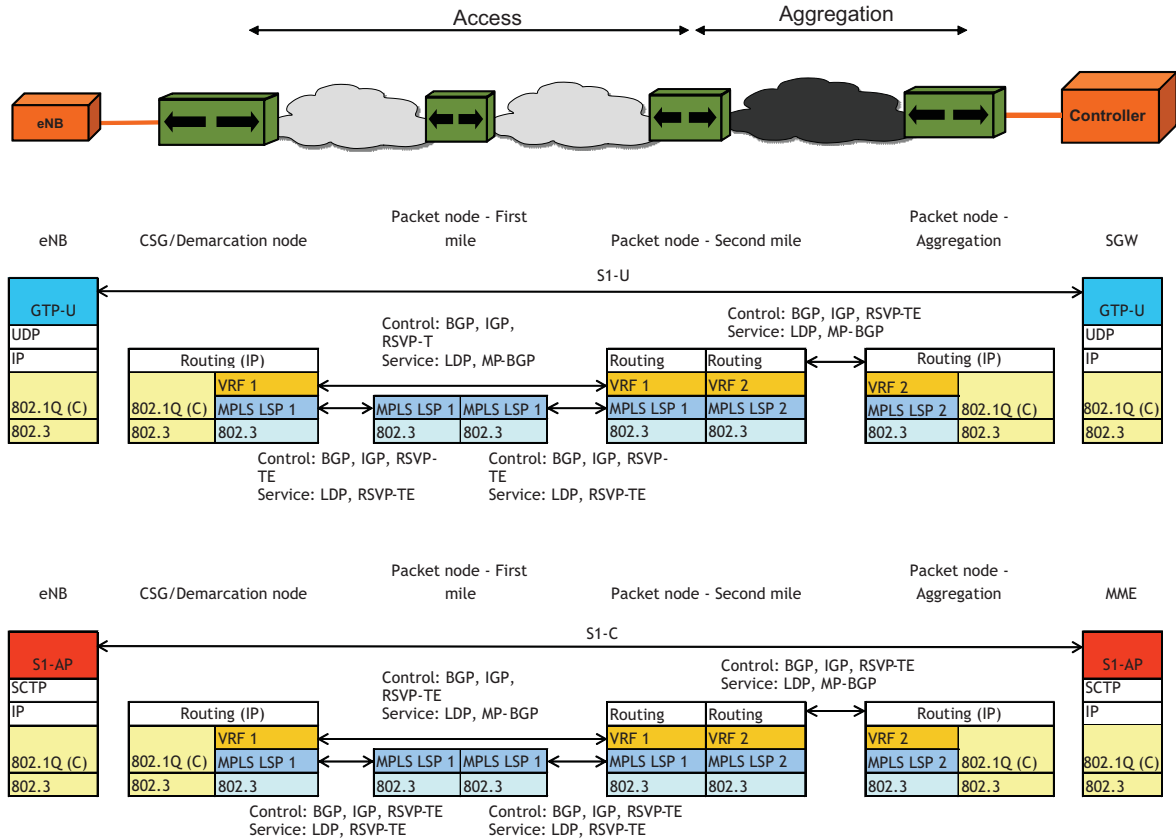 Access
Aggregation
eNB
Controller
Packet node - First
mile
Packet node -
Aggregation
eNB
CSG/Demarcation node
Packet node - Second mile
SGW
S1-U
GTP-U
UDP
IP
802.1Q (C)
802.3
Control: BGP, IGP,
RSVP-T
Service: LDP, MP-BGP
Control: BGP, IGP, RSVP-TE
Service: LDP, MP-BGP
Routing (IP)
VRF 1
802.1Q (C)
MPLS LSP 1
802.3
802.3
MPLS LSP 1
MPLS LSP 1
802.3
802.3
Routing
Routing
VRF 1
VRF 2
MPLS LSP 1
MPLS LSP 2
802.3
802.3
Routing (IP)
VRF 2
MPLS LSP 2
802.1Q (C)
802.3
802.3
GTP-U
UDP
IP
802.1Q (C)
802.3
Control: BGP, IGP, RSVP-
TE
Service: LDP, RSVP-TE
Control: BGP, IGP, RSVP-
TE
Service: LDP, RSVP-TE
Packet node - First
mile
Packet node -
Aggregation
eNB
CSG/Demarcation node
Packet node - Second mile
MME
S1-C
S1-AP
SCTP
IP
802.1Q (C)
802.3
Control: BGP, IGP,
RSVP-TE
Service: LDP, MP-BGP
Control: BGP, IGP, RSVP-TE
Service: LDP, MP-BGP
Routing (IP)
VRF 1
802.1Q (C)
MPLS LSP 1
802.3
802.3
MPLS LSP 1
MPLS LSP 1
802.3
802.3
Routing
Routing
VRF 1
VRF 2
MPLS LSP 1
MPLS LSP 2
802.3
802.3
Routing (IP)
VRF 2
MPLS LSP 2
802.1Q (C)
802.3
802.3
S1-AP
SCTP
IP
802.1Q (C)
802.3
Control: BGP, IGP, RSVP-TE
Service: LDP, RSVP-TE
Control: BGP, IGP, RSVP-TE
Service: LDP, RSVP-TE